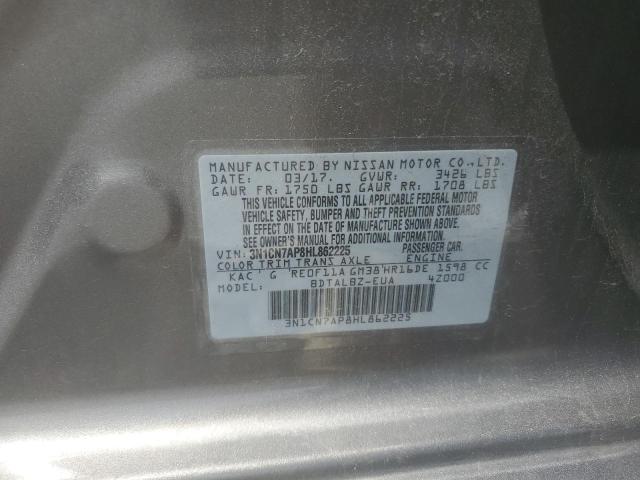 MANUFACTURED BY NISSAN MOTOR CO.,LTD.
DATE: 03/17. GVWR: 3426 LBS
GAWR FR: 1750 LBS GAWR RR: 1708 LBS
THIS VEHICLE CONFORMS TO ALL APPLICABLE FEDERAL MOTOR
VEHICLE SAFETY, BUMPER AND THEFT PREVENTION STANDARDS
IN EFFECT ON THE DATE OF MANUFACTURE SHOWN ABOVE.
SEE OWNER'S MANUAL FOR ADDITIONAL INFORMATION.
VIN: 3N1CN7AP8HL862225 PASSENGER CAR.
COLOR TRIM TRANS AXLE ENGINE
KAC G RE0F11A GM38 HR16DE 1598 CC
MODEL: BDTALBZ-EUA 4Z000
3N1CN7AP8HL862225